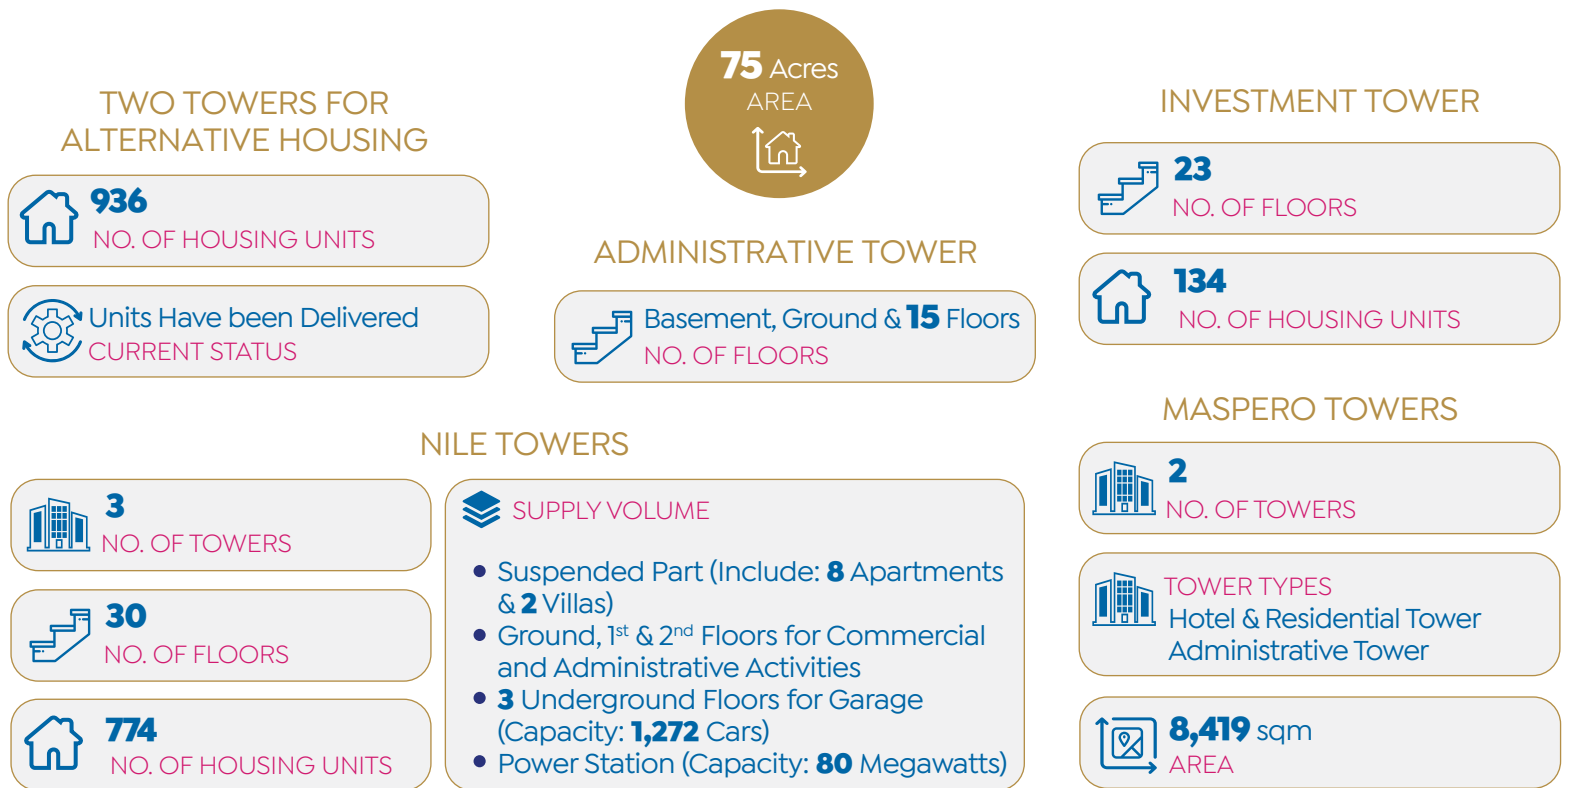 75 Acres
AREA
TWO TOWERS FOR
ALTERNATIVE HOUSING
936
NO. OF HOUSING UNITS
Units Have been Delivered
CURRENT STATUS
ADMINISTRATIVE TOWER
Basement, Ground & 15 Floors
NO. OF FLOORS
INVESTMENT TOWER
23
NO. OF FLOORS
134
NO. OF HOUSING UNITS
NILE TOWERS
3
NO. OF TOWERS
30
NO. OF FLOORS
774
NO. OF HOUSING UNITS
SUPPLY VOLUME
• Suspended Part (Include: 8 Apartments
& 2 Villas)
• Ground, 1st & 2nd Floors for Commercial
and Administrative Activities
• 3 Underground Floors for Garage
(Capacity: 1,272 Cars)
• Power Station (Capacity: 80 Megawatts)
MASPERO TOWERS
2
NO. OF TOWERS
TOWER TYPES
Hotel & Residential Tower
Administrative Tower
8,419 sqm
AREA